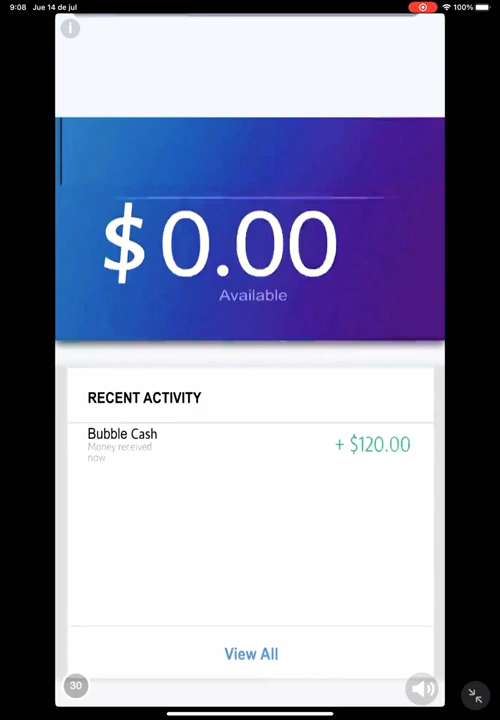 9:08 Jue 14 de jul 100%
i
$0.00
Available
RECENT ACTIVITY
Bubble Cash
Money received
now
+ $120.00
View All
30